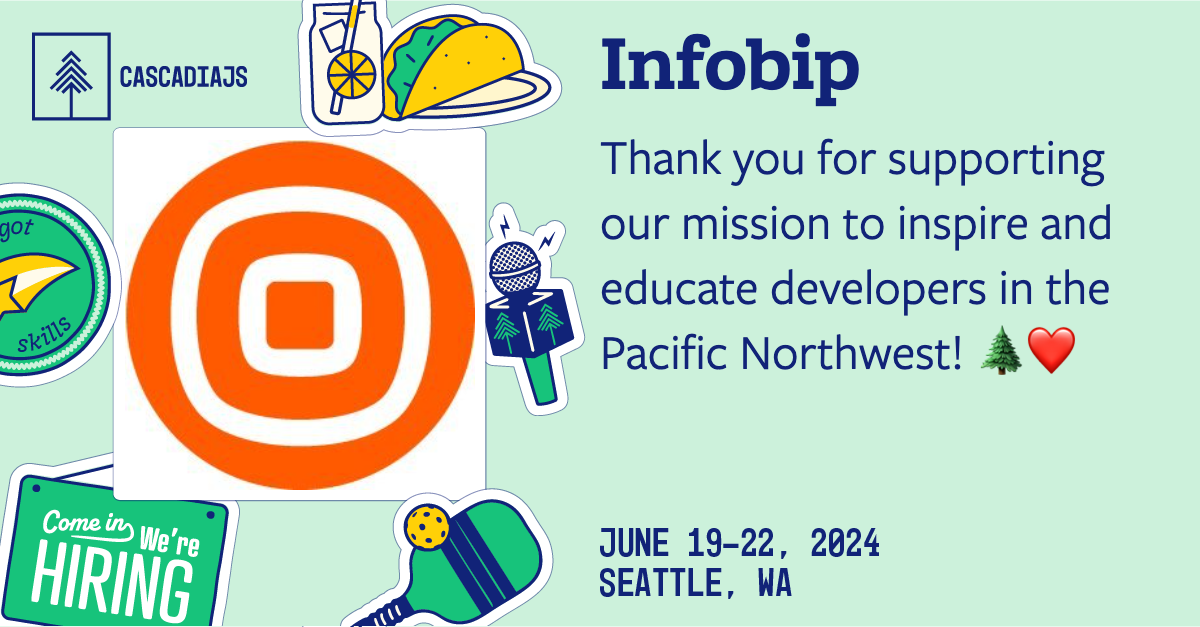 CASCADIAJS
Infobip
Thank you for supporting
our mission to inspire and
educate developers in the
Pacific Northwest! 🌲❤️
got
skills
Come in
We're
HIRING
JUNE 19–22, 2024
SEATTLE, WA